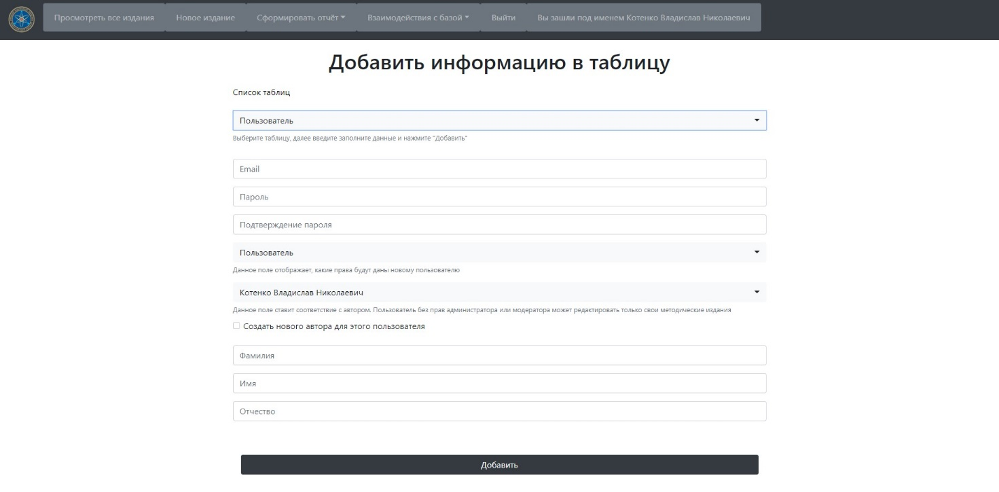 Просмотреть все издания Новое издание Сформировать отчёт Взаимодействия с базой Выйти Вы зашли под именем Котенко Владислав Николаевич
Добавить информацию в таблицу
Список таблиц
Пользователь
Выберите таблицу, далее введите заполните данные и нажмите "Добавить"
Email
Пароль
Подтверждение пароля
Пользователь
Данное поле отображает, какие права будут даны новому пользователю
Котенко Владислав Николаевич
Данное поле ставит соответствие с автором. Пользователь без прав администратора или модератора может редактировать только свои методические издания
Создать нового автора для этого пользователя
Фамилия
Имя
Отчество
Добавить